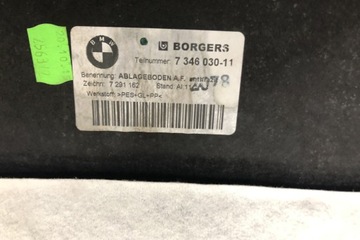 BMW
BORGERS
Teilnummer: 7 346 030-11
Benennung: ABLAGEBODEN A.F.
Zeichn: 7 291 162 Stand: AI 11
Werkstoff: >PES+GL+PP<